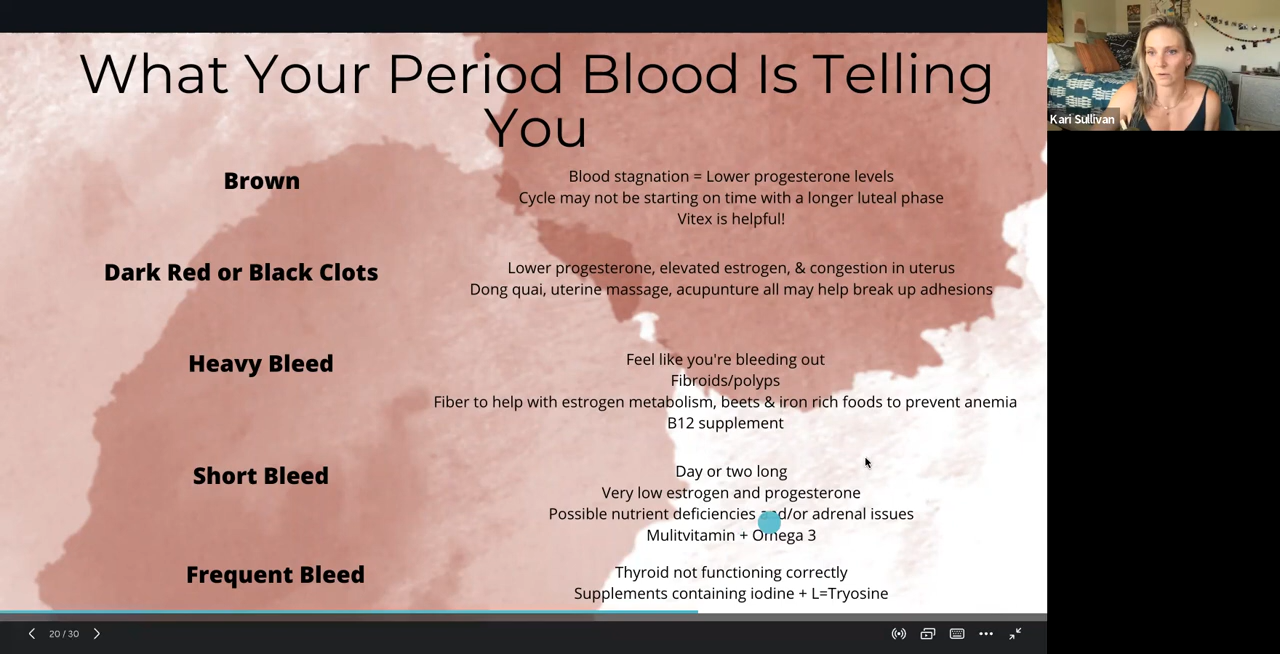 What Your Period Blood Is Telling
You
Kari Sullivan
Brown
Blood stagnation = Lower progesterone levels
Cycle may not be starting on time with a longer luteal phase
Vitex is helpful!
Dark Red or Black Clots
Lower progesterone, elevated estrogen, & congestion in uterus
Dong quai, uterine massage, acupunture all may help break up adhesions
Heavy Bleed
Feel like you're bleeding out
Fibroids/polyps
Fiber to help with estrogen metabolism, beets & iron rich foods to prevent anemia
B12 supplement
Short Bleed
Day or two long
Very low estrogen and progesterone
Possible nutrient deficiencies and/or adrenal issues
Mulitvitamin + Omega 3
Frequent Bleed
Thyroid not functioning correctly
Supplements containing iodine + L=Tryosine
20 / 30